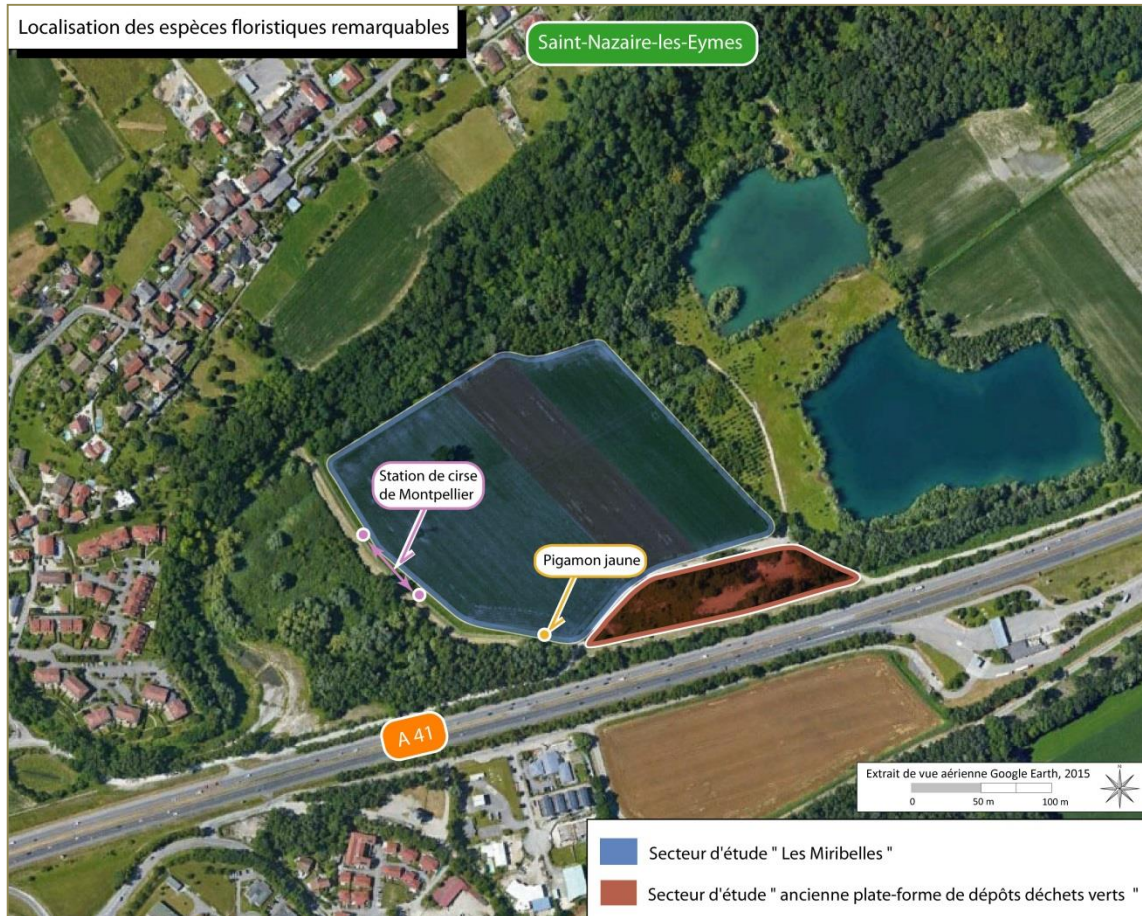 Localisation des espèces floristiques remarquables
Saint-Nazaire-les-Eymes
Station de cirse
de Montpellier
Pigamon jaune
A 41
Extrait de vue aérienne Google Earth, 2015
0 50 m 100 m
Secteur d'étude " Les Miribelles "
Secteur d'étude " ancienne plate-forme de dépôts déchets verts "